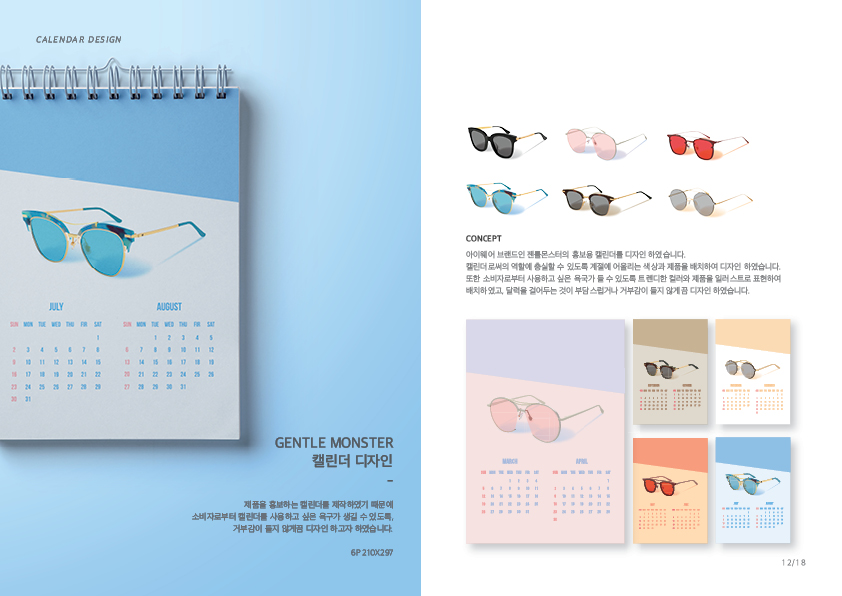 CALENDAR DESIGN
JULY
SUN MON TUE WED THU FRI SAT
1
2 3 4 5 6 7 8
9 10 11 12 13 14 15
16 17 18 19 20 21 22
23 24 25 26 27 28 29
30 31
AUGUST
SUN MON TUE WED THU FRI SAT
1 2 3 4 5
6 7 8 9 10 11 12
13 14 15 16 17 18 19
20 21 22 23 24 25 26
27 28 29 30 31
GENTLE MONSTER
캘린더 디자인
–
제품을 홍보하는 캘린더를 제작하였기 때문에
소비자로부터 캘린더를 사용하고 싶은 욕구가 생길 수 있도록,
거부감이 들지 않게끔 디자인 하고자 하였습니다.
6P 210X297
CONCEPT
아이웨어 브랜드인 젠틀몬스터의 홍보용 캘린더를 디자인 하였습니다.
캘린더로써의 역할에 충실할 수 있도록 계절에 어울리는 색상과 제품을 배치하여 디자인 하였습니다.
또한 소비자로부터 사용하고 싶은 욕구가 들 수 있도록 트렌디한 컬러와 제품을 일러스트로 표현하여
배치하였고, 달력을 걸어두는 것이 부담스럽거나 거부감이 들지 않게끔 디자인 하였습니다.
MARCH
APRIL
12/18